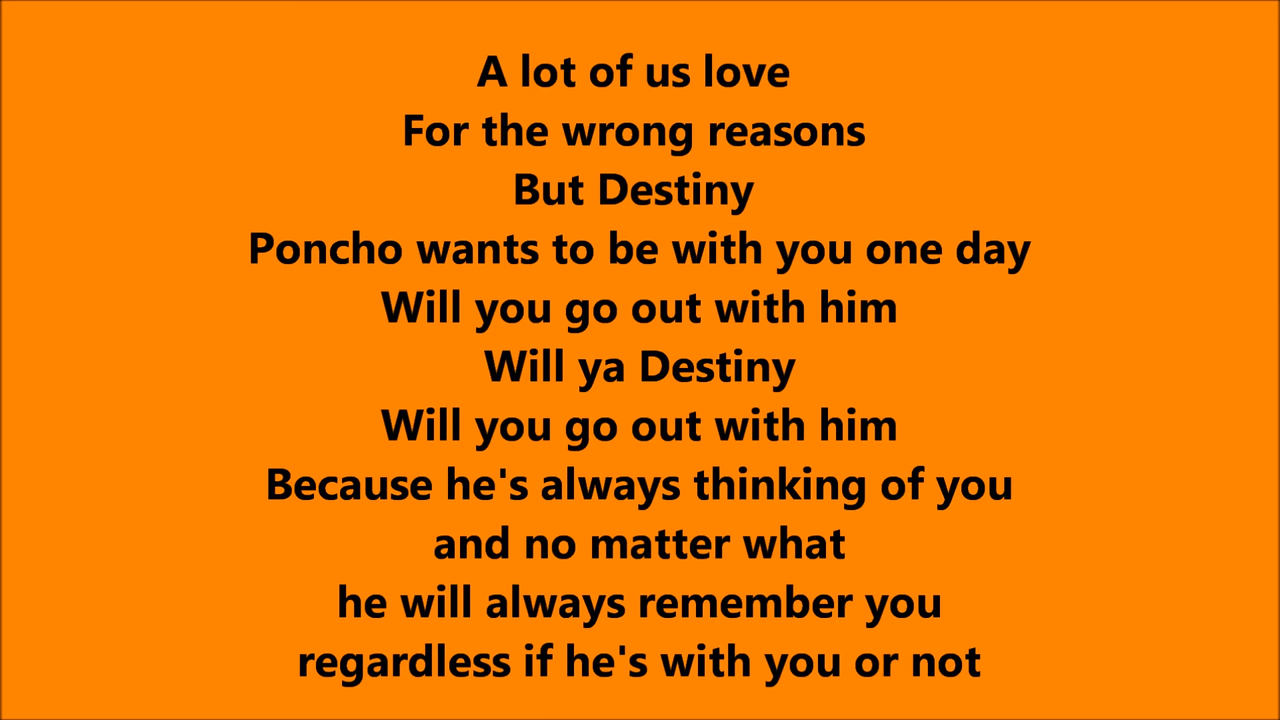 A lot of us love
For the wrong reasons
But Destiny
Poncho wants to be with you one day
Will you go out with him
Will ya Destiny
Will you go out with him
Because he's always thinking of you
and no matter what
he will always remember you
regardless if he's with you or not